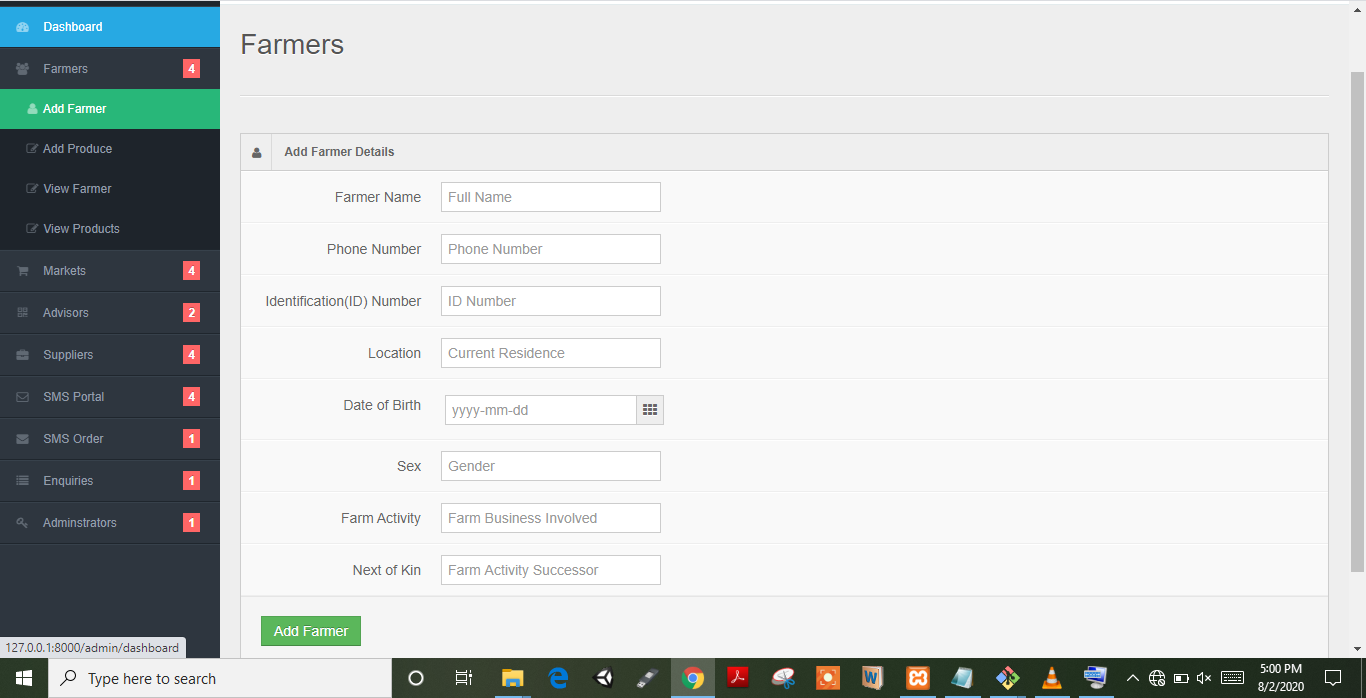 Dashboard
Farmers 4
Add Farmer
Add Produce
View Farmer
View Products
Markets 4
Advisors 2
Suppliers 4
SMS Portal 4
SMS Order 1
Enquiries 1
Adminstrators 1
Farmers
Add Farmer Details
Farmer Name Full Name
Phone Number Phone Number
Identification(ID) Number ID Number
Location Current Residence
Date of Birth yyyy-mm-dd
Sex Gender
Farm Activity Farm Business Involved
Next of Kin Farm Activity Successor
Add Farmer
127.0.0.1:8000/admin/dashboard
Type here to search
5:00 PM
8/2/2020